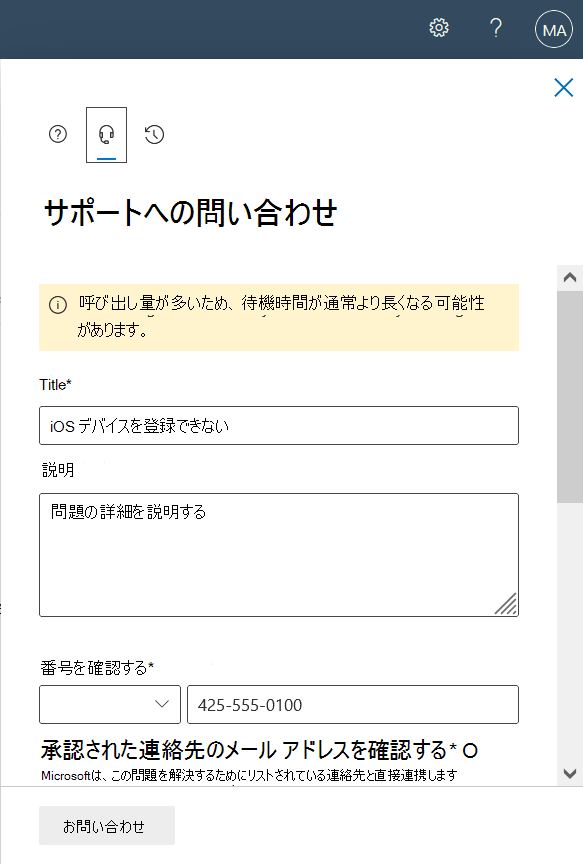 MA
サポートへの問い合わせ
呼び出し量が多いため、待機時間が通常より長くなる可能性
があります。
Title*
iOS デバイスを登録できない
説明
問題の詳細を説明する
番号を確認する*
425-555-0100
承認された連絡先のメール アドレスを確認する* O
Microsoftは、この問題を解決するためにリストされている連絡先と直接連携します
お問い合わせ